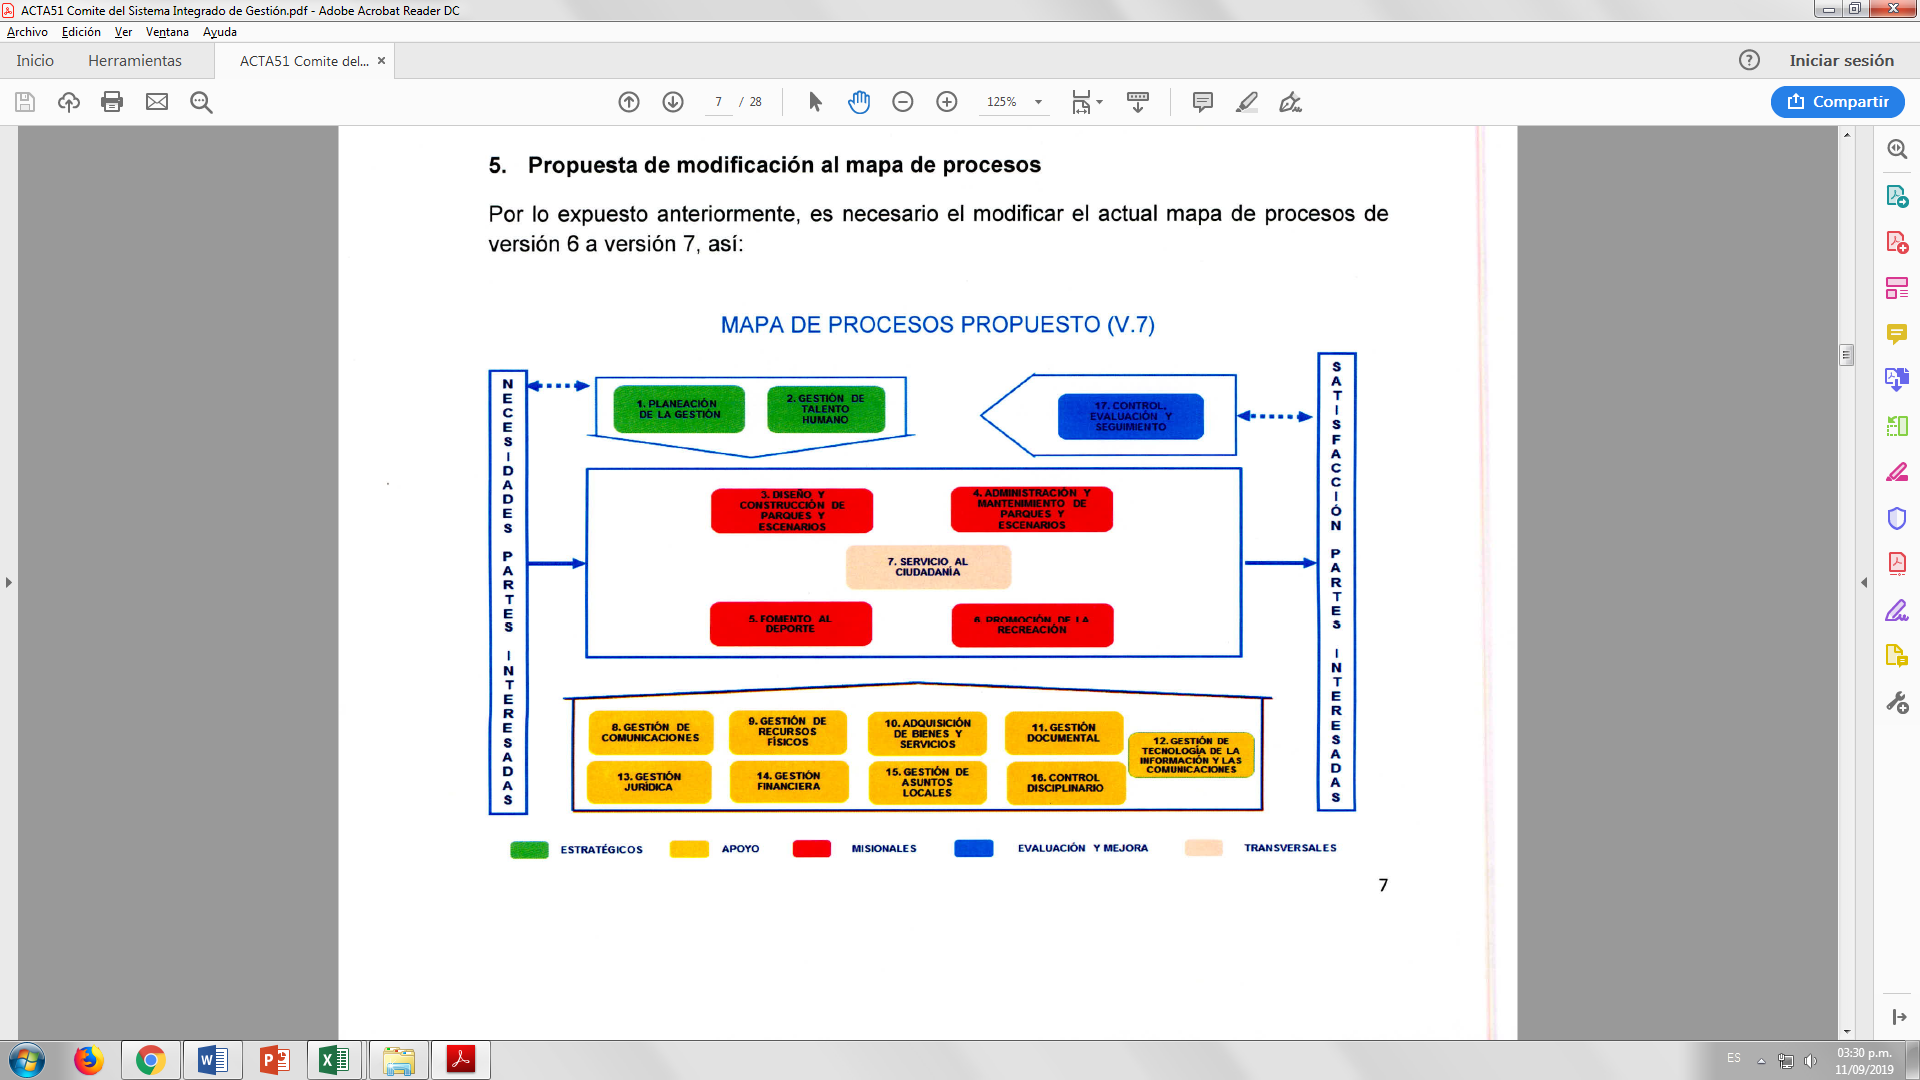 ACTA51 Comite del Sistema Integrado de Gestión.pdf - Adobe Acrobat Reader DC
Archivo Edición Ver Ventana Ayuda
Inicio Herramientas ACTA51 Comite del... × Iniciar sesión
7 / 28 125% Compartir
5. Propuesta de modificación al mapa de procesos
Por lo expuesto anteriormente, es necesario el modificar el actual mapa de procesos de
versión 6 a versión 7, así:
MAPA DE PROCESOS PROPUESTO (V.7)
NECESIDADES PARTES INTERESADAS
1. PLANEACIÓN
DE LA GESTIÓN
2. GESTIÓN DE
TALENTO
HUMANO
17. CONTROL,
EVALUACIÓN Y
SEGUIMIENTO
SATISFACCIÓN PARTES INTERESADAS
3. DISEÑO Y
CONSTRUCCIÓN DE
PARQUES Y
ESCENARIOS
4. ADMINISTRACIÓN Y
MANTENIMIENTO DE
PARQUES Y
ESCENARIOS
7. SERVICIO AL
CIUDADANÍA
5. FOMENTO AL
DEPORTE
6. PROMOCIÓN DE LA
RECREACIÓN
8. GESTIÓN DE
COMUNICACIONES
9. GESTIÓN DE
RECURSOS
FÍSICOS
10. ADQUISICIÓN
DE BIENES Y
SERVICIOS
11. GESTIÓN
DOCUMENTAL
12. GESTIÓN DE
TECNOLOGÍA DE LA
INFORMACIÓN Y LAS
COMUNICACIONES
13. GESTIÓN
JURÍDICA
14. GESTIÓN
FINANCIERA
15. GESTIÓN DE
ASUNTOS
LOCALES
16. CONTROL
DISCIPLINARIO
ESTRATÉGICOS APOYO MISIONALES EVALUACIÓN Y MEJORA TRANSVERSALES
7
ES
03:30 p.m.
11/09/2019